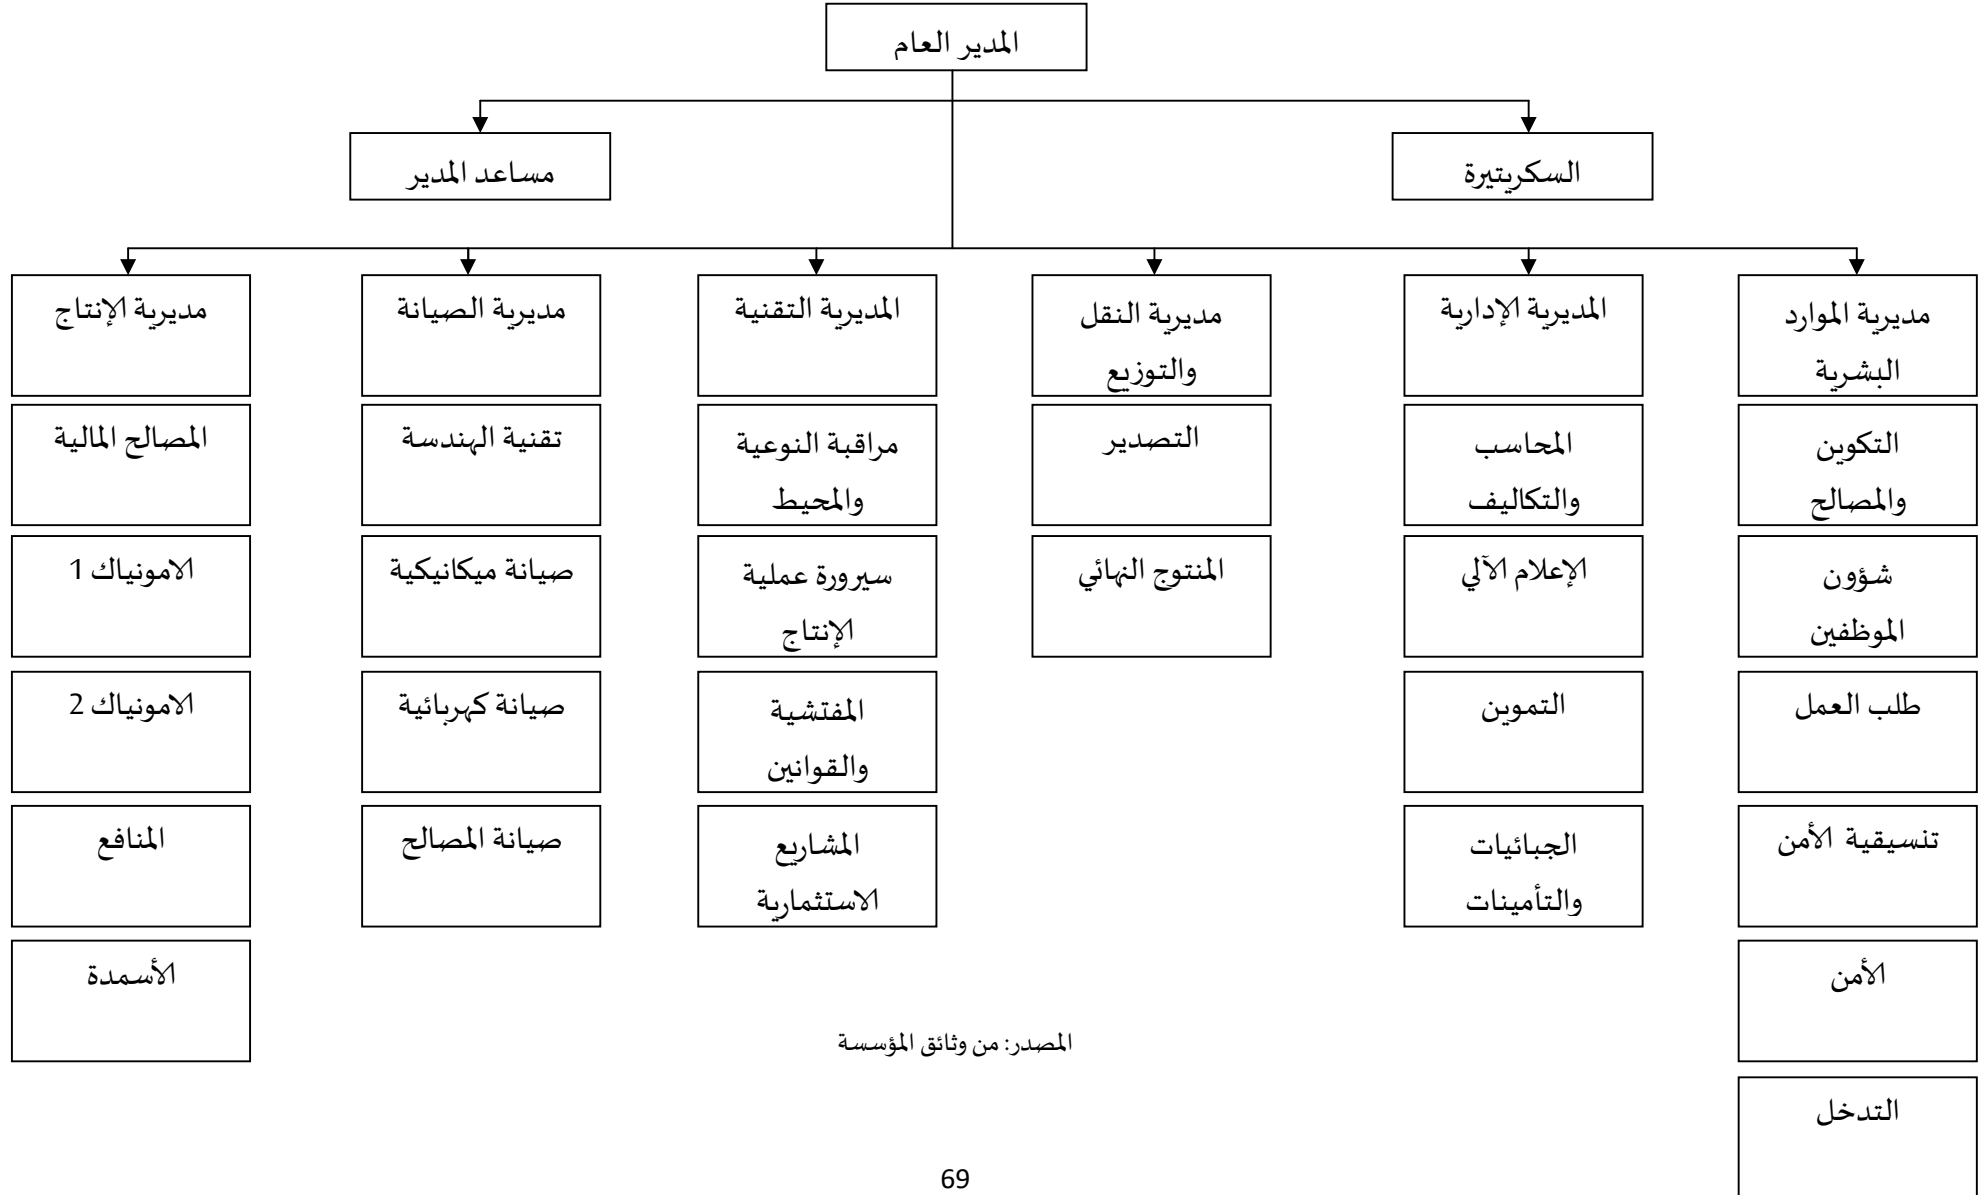 المدير العام
السكريتيرة
مساعد المدير
مديرية الموارد
البشرية
المديرية الإدارية
مديرية النقل
والتوزيع
المديرية التقنية
مديرية الصيانة
مديرية الإنتاج
التكوين
والمصالح
المحاسب
والتكاليف
التصدير
مراقبة النوعية
والمحيط
تقنية الهندسة
المصالح المالية
شؤون
الموظفين
الإعلام الآلي
المنتوج النهائي
سيرورة عملية
الإنتاج
صيانة ميكانيكية
الامونياك 1
طلب العمل
التموين
المفتشية
والقوانين
صيانة كهربائية
الامونياك 2
تنسيقية الأمن
الجبائيات
والتأمينات
المشاريع
الاستثمارية
صيانة المصالح
المنافع
الأمن
الأسمدة
المصدر: من وثائق المؤسسة
التدخل
69